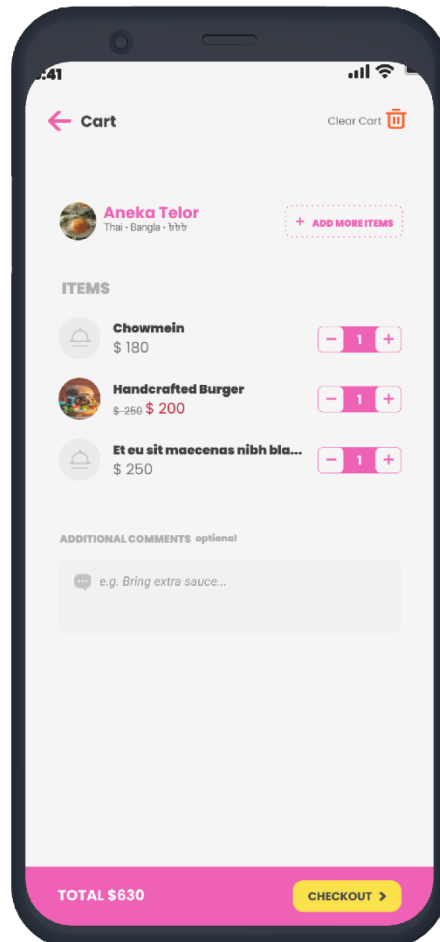 :41
Cart
Clear Cart
Aneka Telor
Thai • Bangla • ৳৳৳
+ ADD MORE ITEMS
ITEMS
Chowmein
$ 180
− 1 +
Handcrafted Burger
$ 250 $ 200
− 1 +
Et eu sit maecenas nibh bla...
$ 250
− 1 +
ADDITIONAL COMMENTS optional
e.g. Bring extra sauce...
TOTAL $630
CHECKOUT >